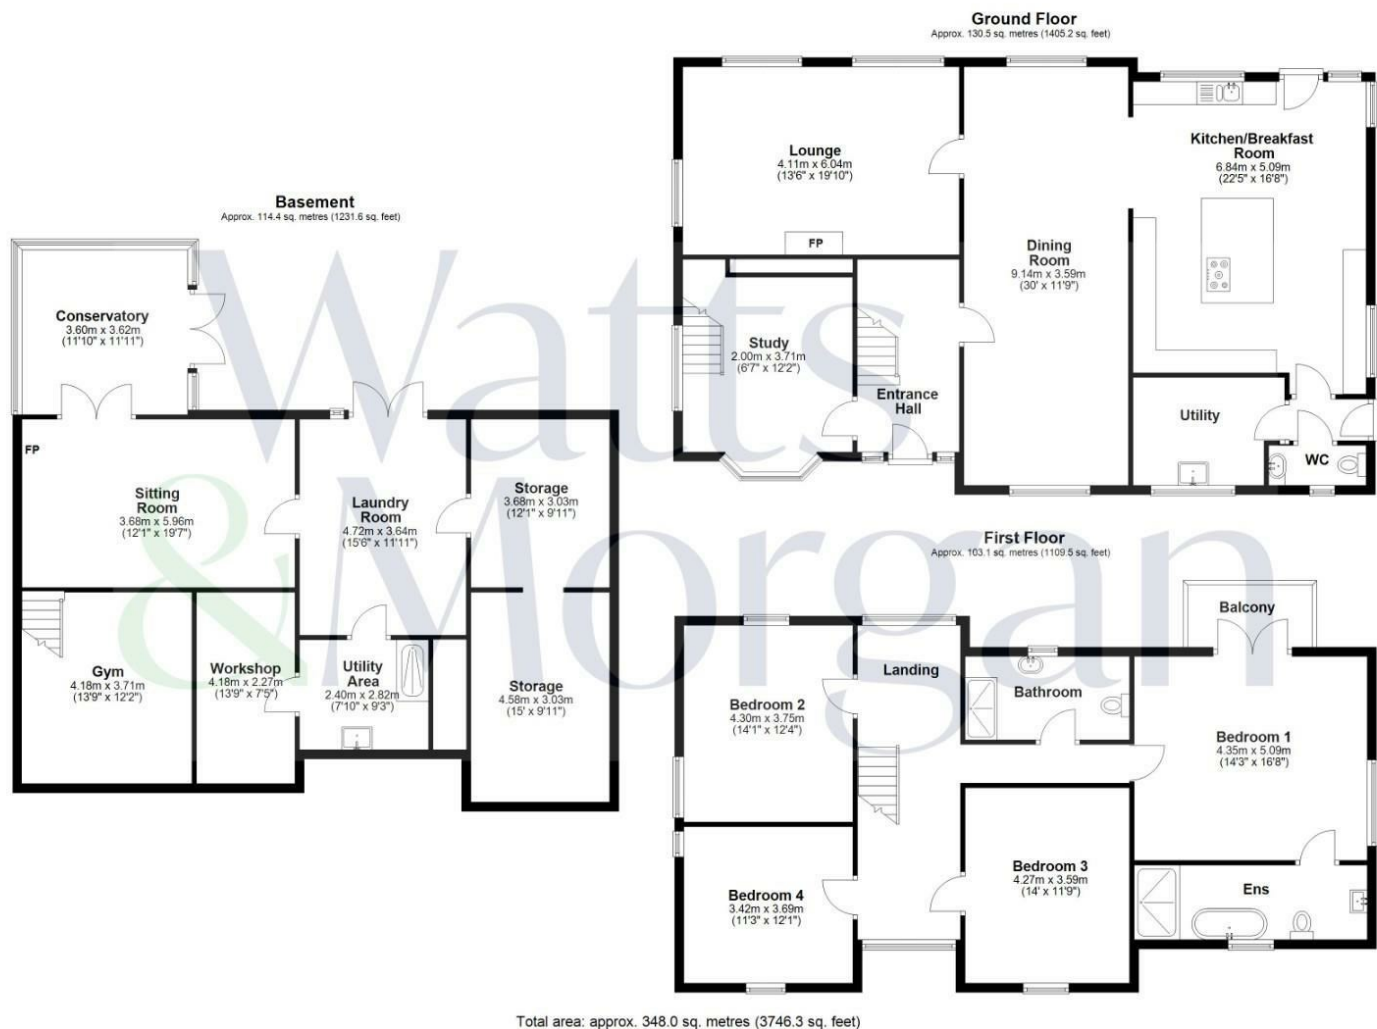 Ground Floor
Approx. 130.5 sq. metres (1405.2 sq. feet)
Lounge
4.11m x 6.04m
(13'6" x 19'10")
FP
Dining
Room
9.14m x 3.59m
(30' x 11'9")
Kitchen/Breakfast
Room
6.84m x 5.09m
(22'5" x 16'8")
Study
2.00m x 3.71m
(6'7" x 12'2")
Entrance
Hall
Utility
WC
Basement
Approx. 114.4 sq. metres (1231.6 sq. feet)
Conservatory
3.60m x 3.62m
(11'10" x 11'11")
FP
Sitting
Room
3.68m x 5.96m
(12'1" x 19'7")
Laundry
Room
4.72m x 3.64m
(15'6" x 11'11")
Storage
3.68m x 3.03m
(12'1" x 9'11")
Gym
4.18m x 3.71m
(13'9" x 12'2")
Workshop
4.18m x 2.27m
(13'9" x 7'5")
Utility
Area
2.40m x 2.82m
(7'10" x 9'3")
Storage
4.58m x 3.03m
(15' x 9'11")
First Floor
Approx. 103.1 sq. metres (1109.5 sq. feet)
Balcony
Landing
Bathroom
Bedroom 2
4.30m x 3.75m
(14'1" x 12'4")
Bedroom 1
4.35m x 5.09m
(14'3" x 16'8")
Bedroom 3
4.27m x 3.59m
(14' x 11'9")
Bedroom 4
3.42m x 3.69m
(11'3" x 12'1")
Ens
Total area: approx. 348.0 sq. metres (3746.3 sq. feet)
Watts
&Morgan